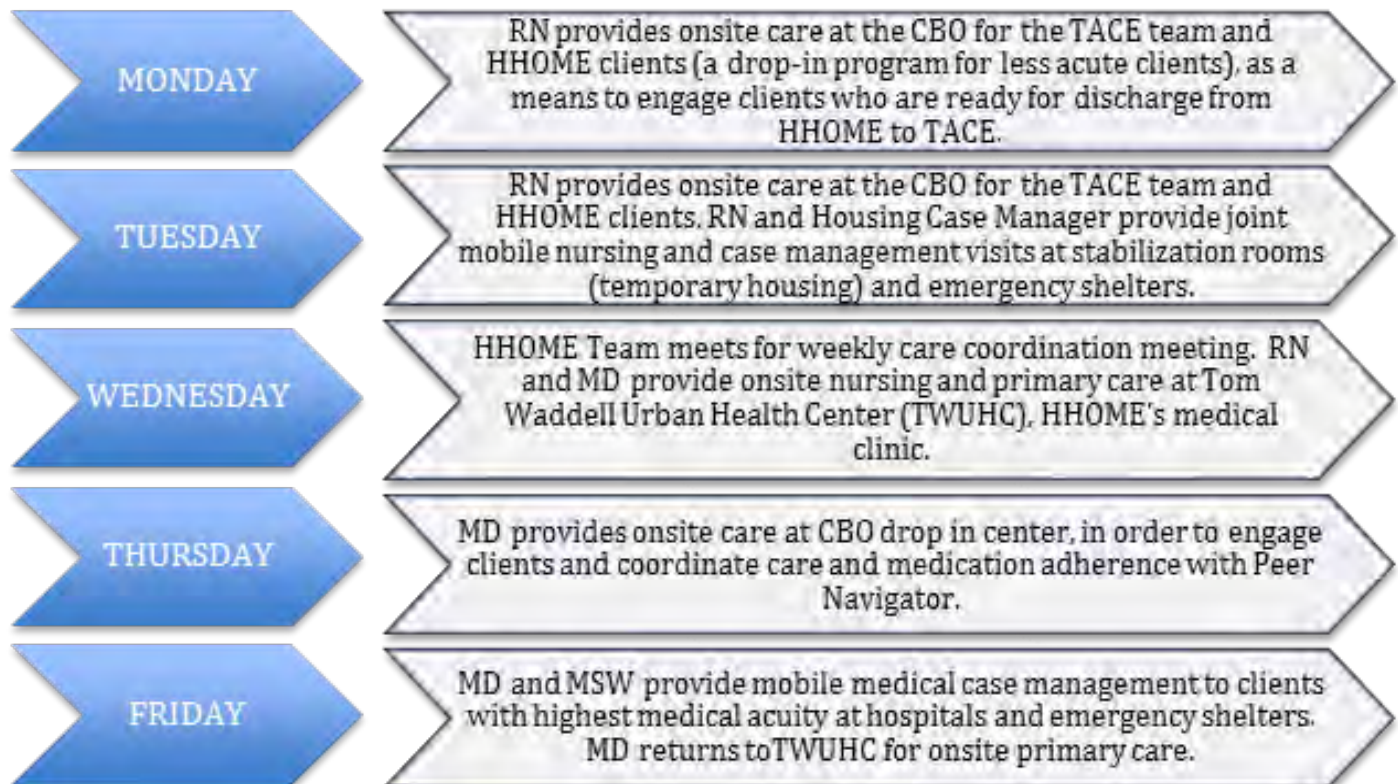 MONDAY
RN provides onsite care at the CBO for the TACE team and
HHOME clients (a drop-in program for less acute clients), as a
means to engage clients who are ready for discharge from
HHOME to TACE.
TUESDAY
RN provides onsite care at the CBO for the TACE team and
HHOME clients. RN and Housing Case Manager provide joint
mobile nursing and case management visits at stabilization rooms
(temporary housing) and emergency shelters.
WEDNESDAY
HHOME Team meets for weekly care coordination meeting. RN
and MD provide onsite nursing and primary care at Tom
Waddell Urban Health Center (TWUHC), HHOME's medical
clinic.
THURSDAY
MD provides onsite care at CBO drop in center, in order to engage
clients and coordinate care and medication adherence with Peer
Navigator.
FRIDAY
MD and MSW provide mobile medical case management to clients
with highest medical acuity at hospitals and emergency shelters.
MD returns toTWUHC for onsite primary care.